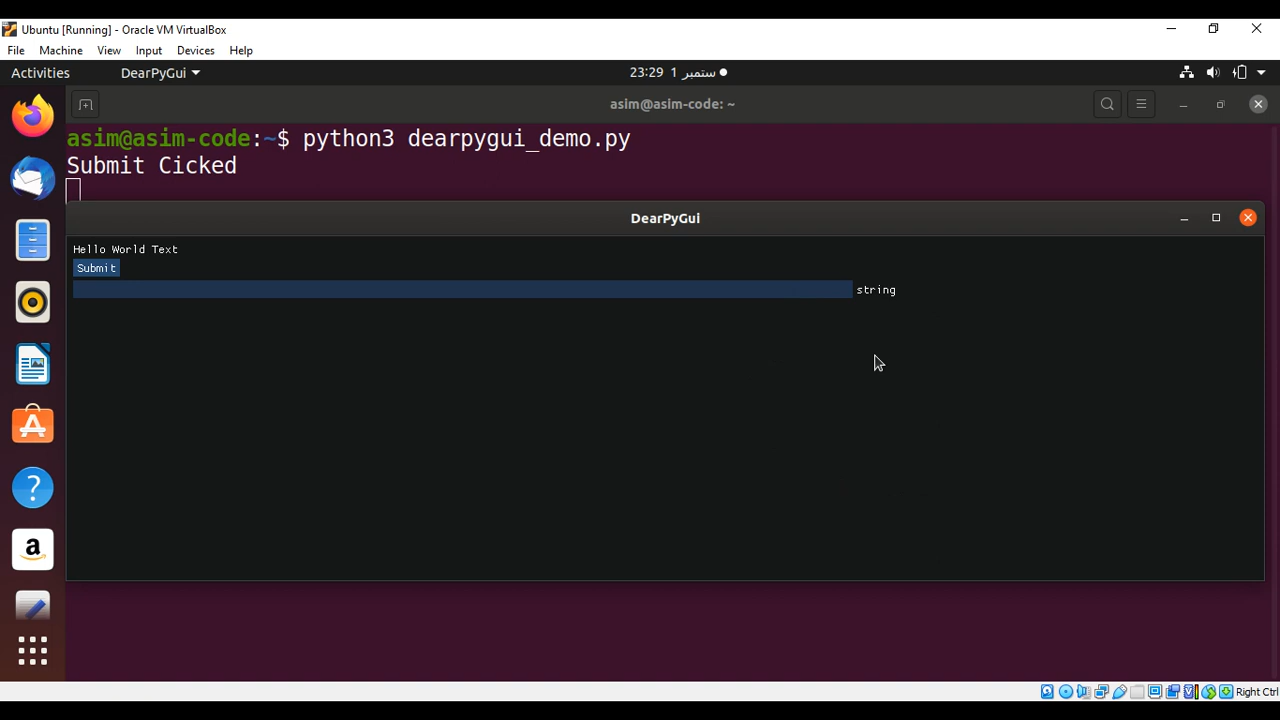 Ubuntu [Running] - Oracle VM VirtualBox
File Machine View Input Devices Help
Activities DearPyGui 23:29 1 ستمبر
asim@asim-code: ~
asim@asim-code:~$ python3 dearpygui_demo.py
Submit Cicked
DearPyGui
Hello World Text
Submit
string
?
a
Right Ctrl